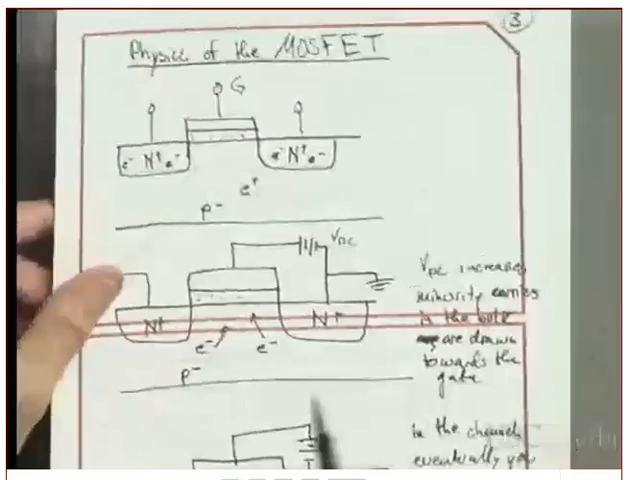 3
Physics of the MOSFET
G
e- N+ e-
e- N+ e-
e+
p-
VDC
N+
N+
e-
e-
p-
VDC increases
minority carries
in the bulk
are drawn
towards the
gate
In the channel
eventually you